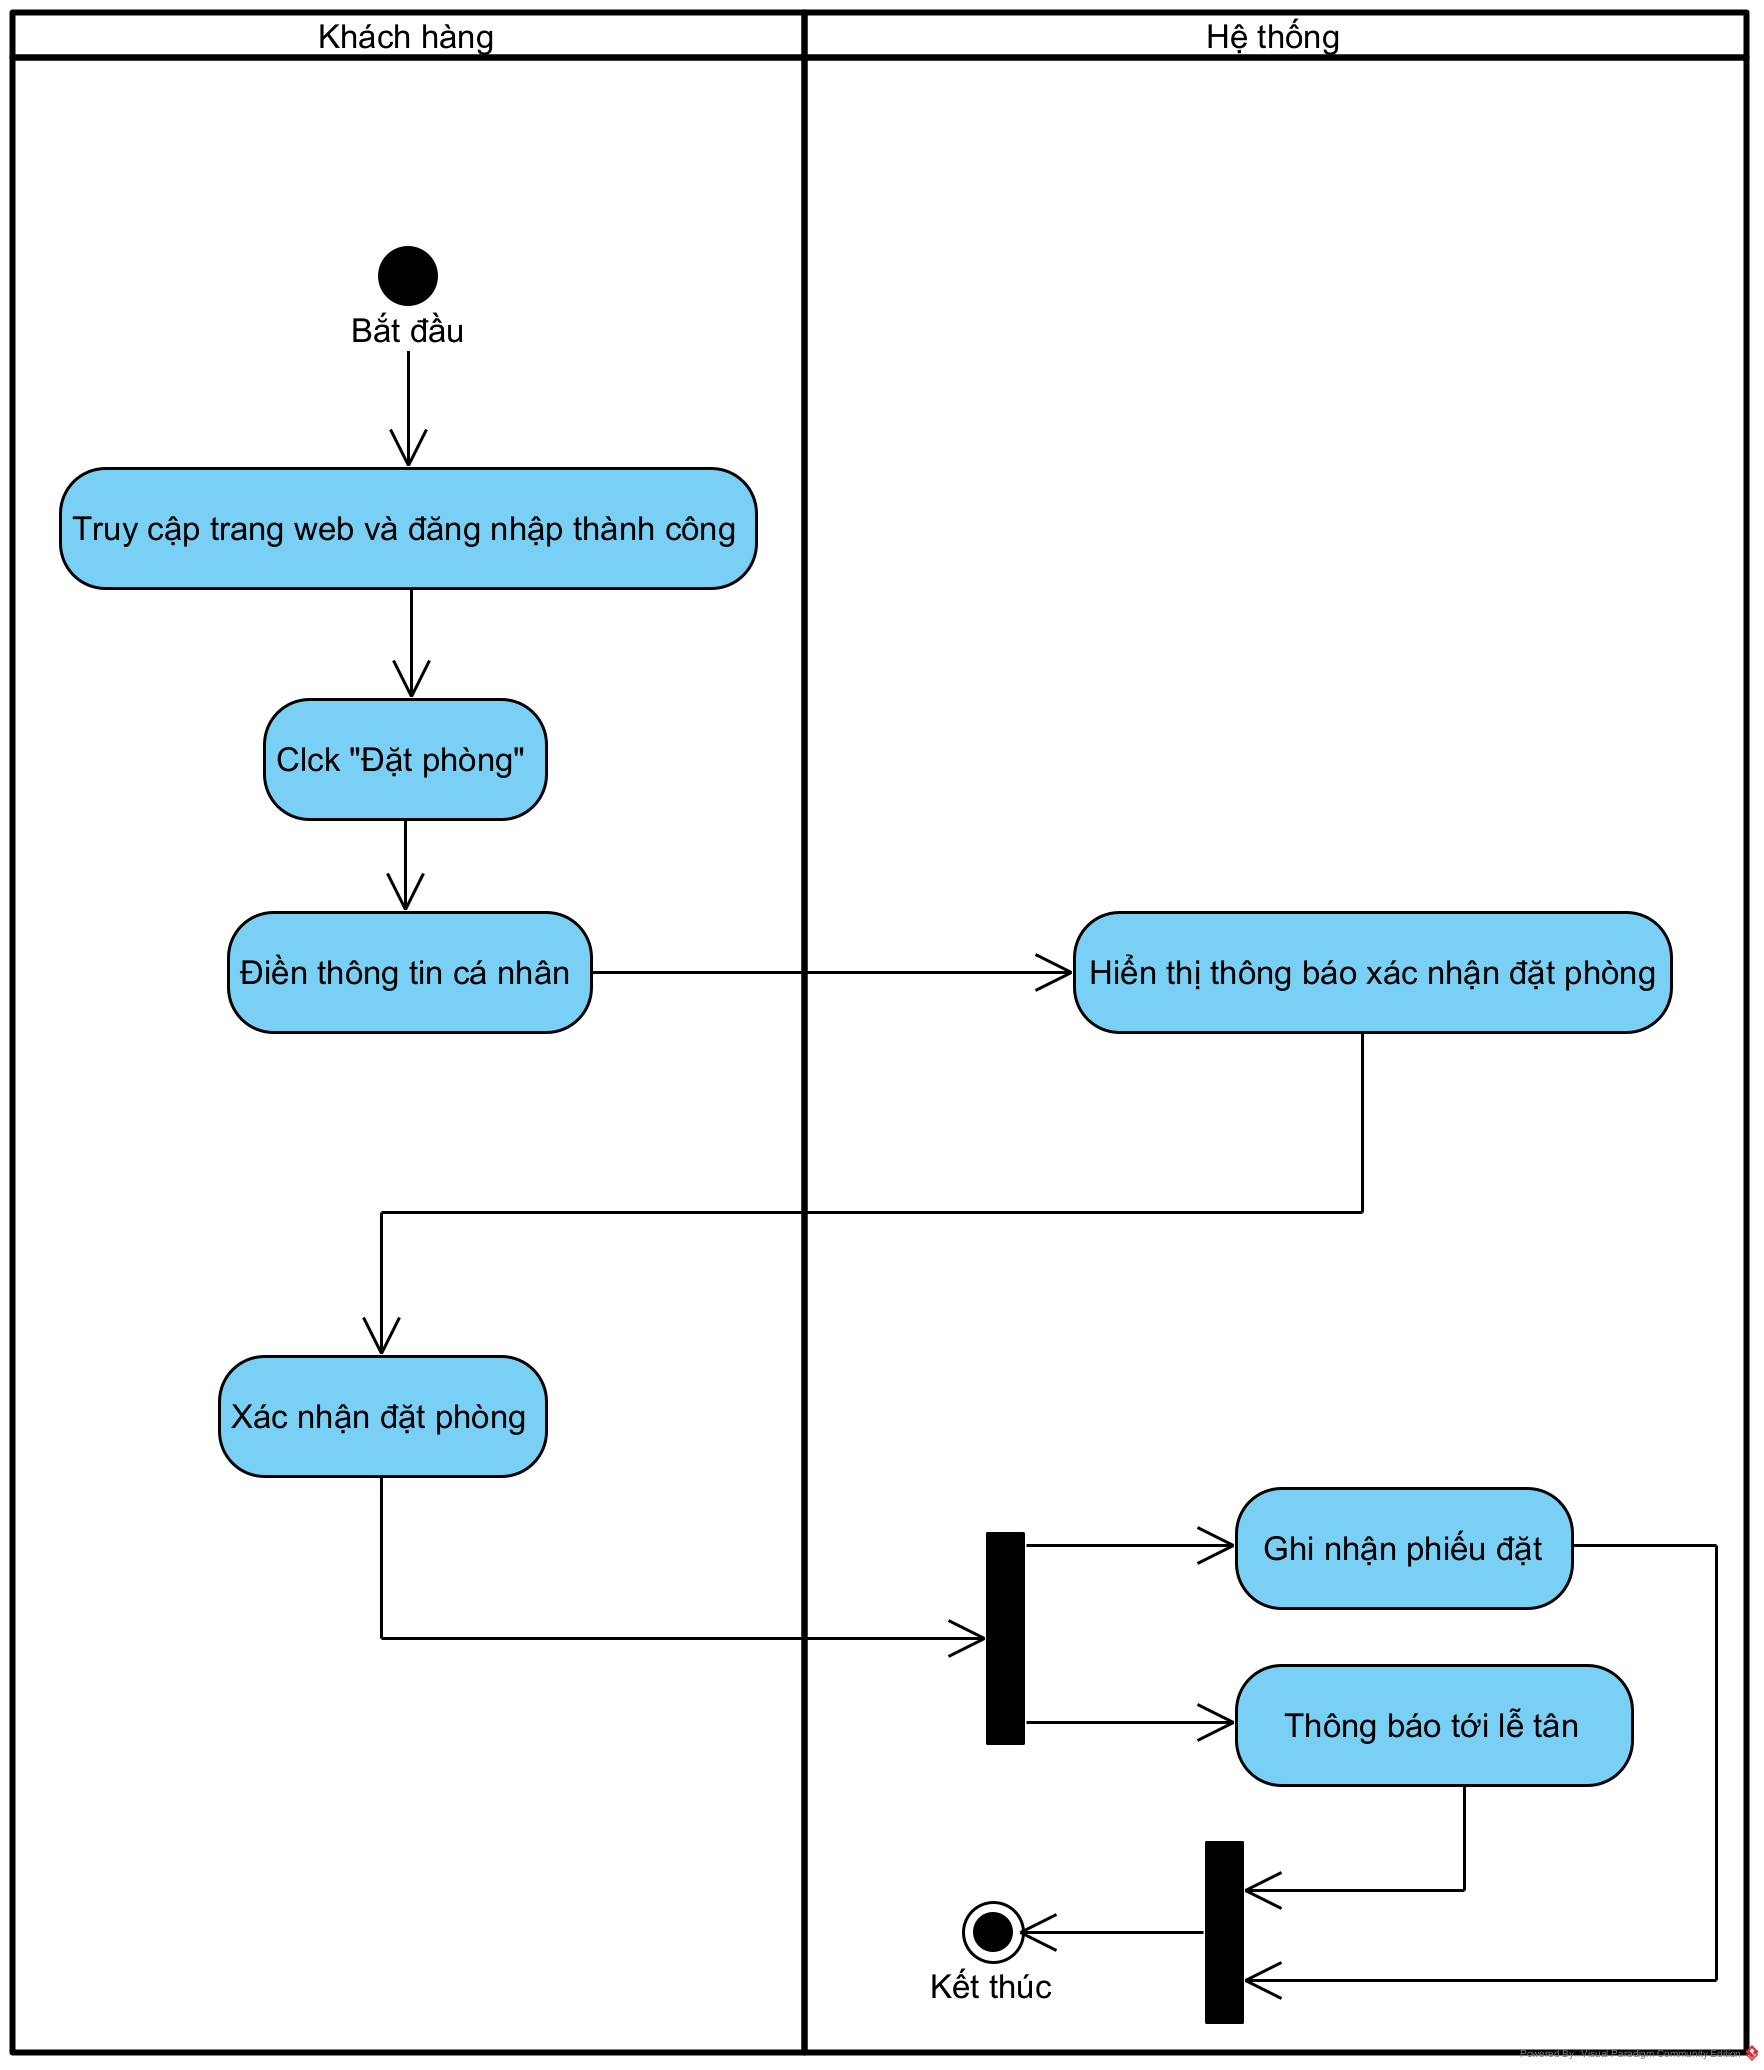 Khách hàng
Hệ thống
Bắt đầu
Truy cập trang web và đăng nhập thành công
Clck "Đặt phòng"
Điền thông tin cá nhân
Hiển thị thông báo xác nhận đặt phòng
Xác nhận đặt phòng
Ghi nhận phiếu đặt
Thông báo tới lễ tân
Kết thúc
Powered By Visual Paradigm Community Edition